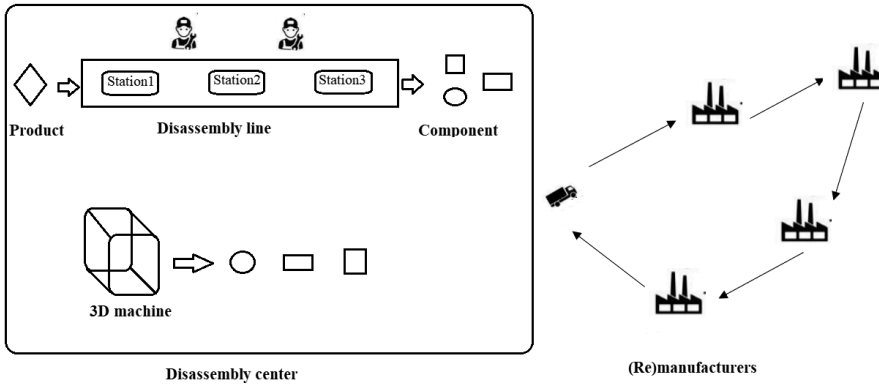 Station1
Station2
Station3
Product
Disassembly line
Component
3D machine
Disassembly center
(Re)manufacturers